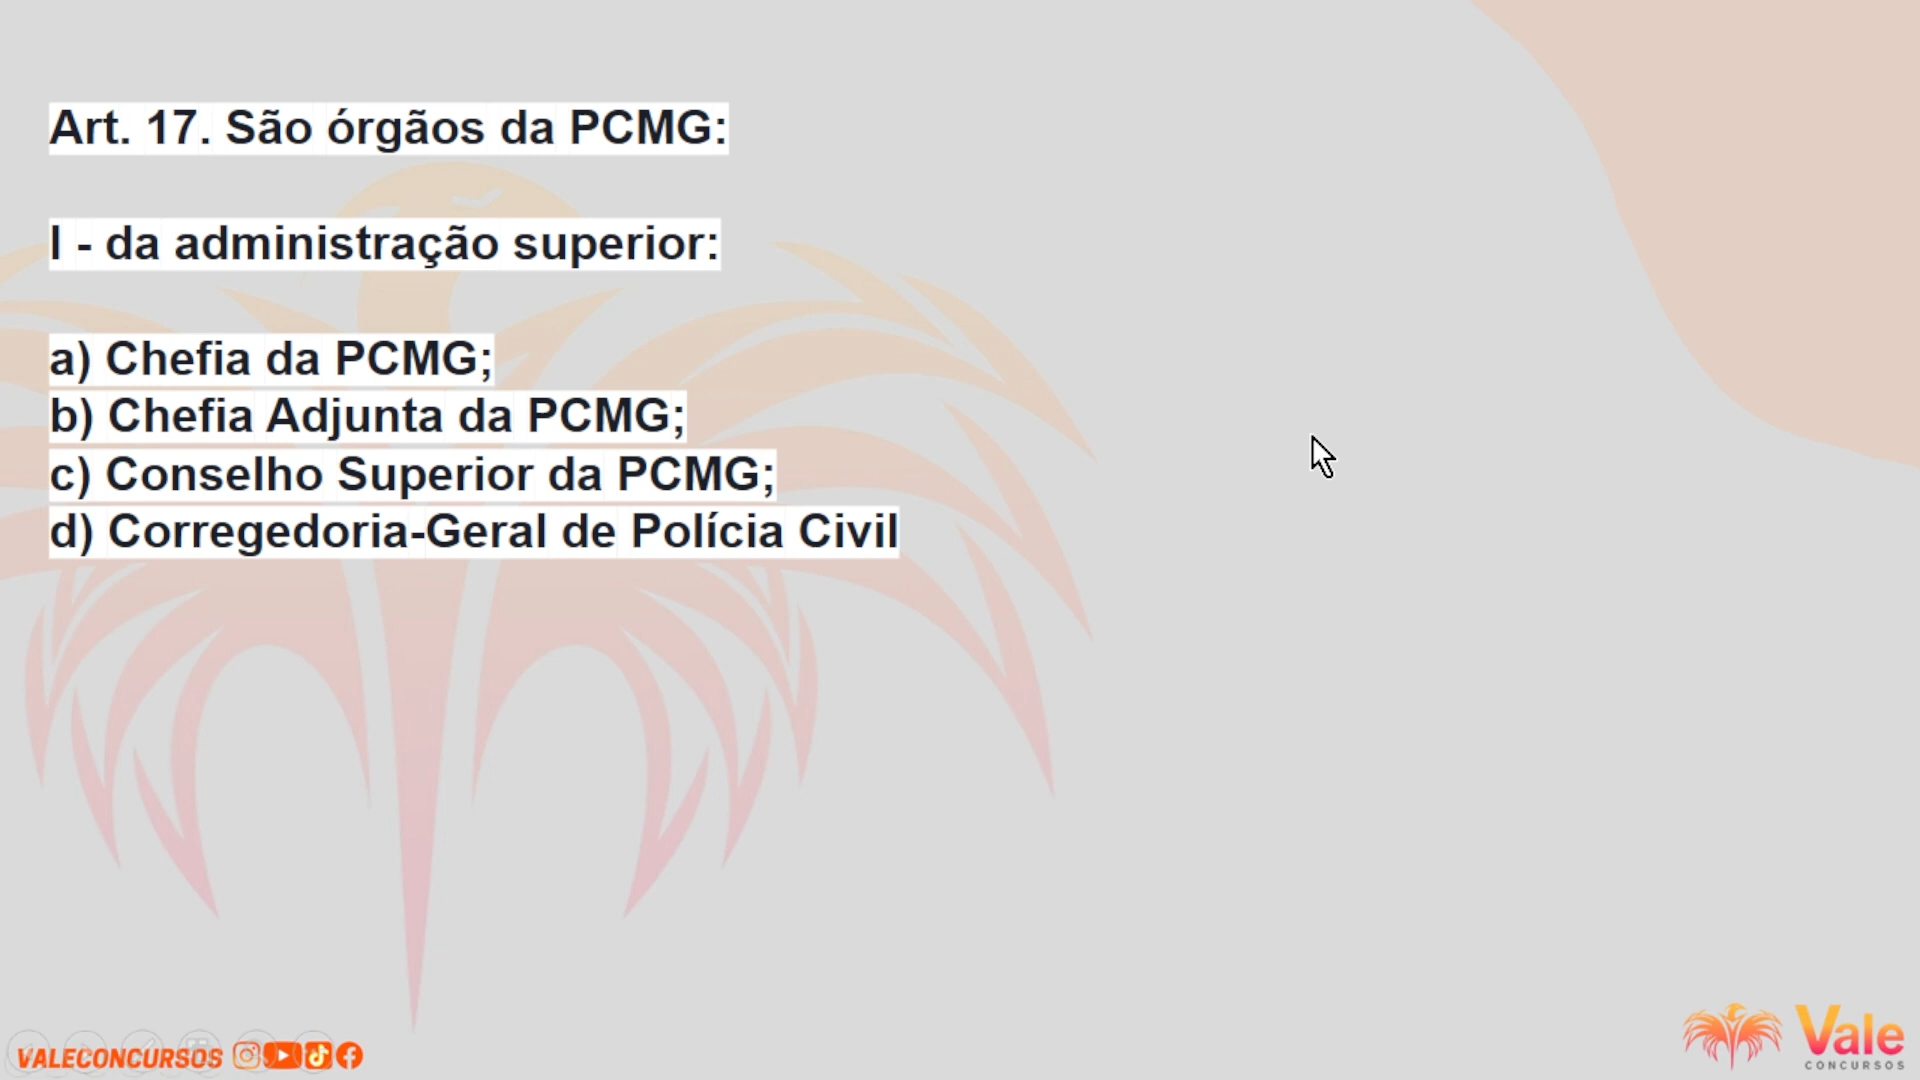 Art. 17. São órgãos da PCMG:
I - da administração superior:
a) Chefia da PCMG;
b) Chefia Adjunta da PCMG;
c) Conselho Superior da PCMG;
d) Corregedoria-Geral de Polícia Civil
VALECONCURSOS
Vale
CONCURSOS